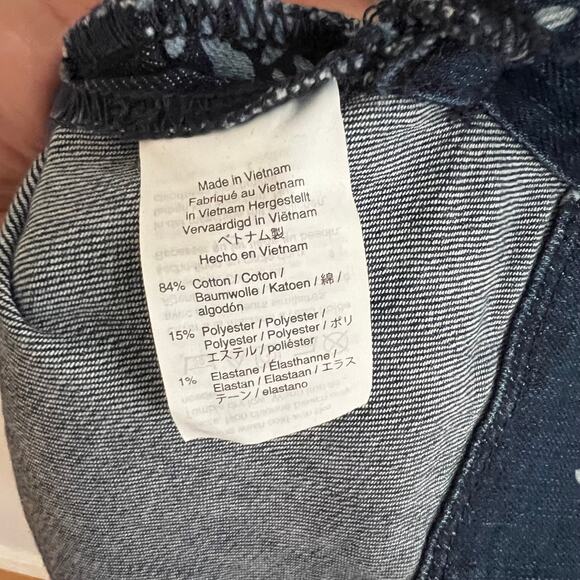 Made in Vietnam
Fabriqué au Vietnam
in Vietnam Hergestellt
Vervaardigd in Viëtnam
ベトナム製
Hecho en Vietnam
84% Cotton / Coton /
Baumwolle / Katoen / 綿 /
algodón
15% Polyester / Polyester /
Polyester / Polyester / ポリ
エステル / poliéster
1% Elastane / Élasthanne /
Elastan / Elastaan / エラス
テーン / elastano